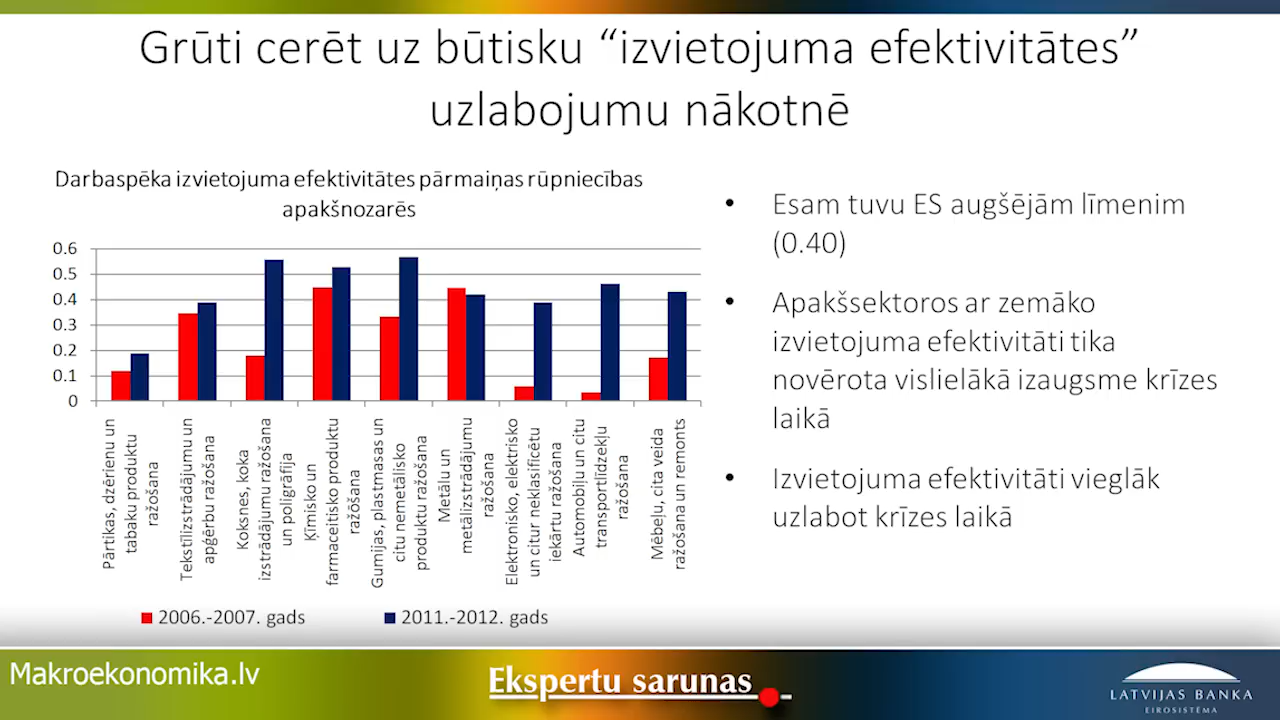 Grūti cerēt uz būtisku “izvietojuma efektivitātes”
uzlabojumu nākotnē
Darbaspēka izvietojuma efektivitātes pārmaiņas rūpniecības
apakšnozarēs
0.6
0.5
0.4
0.3
0.2
0.1
0
Pārtikas, dzērienu un
tabaku produktu
ražošana
Tekstīlizstrādājumu un
apģērbu ražošana
Koksnes, koka
izstrādājumu ražošana
un poligrāfija
Ķīmisko un
farmaceitisko produktu
ražošana
Gumijas, plastmasas un
citu nemetālisko
produktu ražošana
Metālu un
metālizstrādājumu
ražošana
Elektronisko, elektrisko
un citur neklasificētu
iekārtu ražošana
Automobiļu un citu
transportlīdzekļu
ražošana
Mēbeļu, cita veida
ražošana un remonts
2006.-2007. gads
2011.-2012. gads
• Esam tuvu ES augšējām līmenim
(0.40)
• Apakšsektoros ar zemāko
izvietojuma efektivitāti tika
novērota vislielākā izaugsme krīzes
laikā
• Izvietojuma efektivitāti vieglāk
uzlabot krīzes laikā
Makroekonomika.lv
Ekspertu sarunas
LATVIJAS BANKA
EIROSISTĒMA